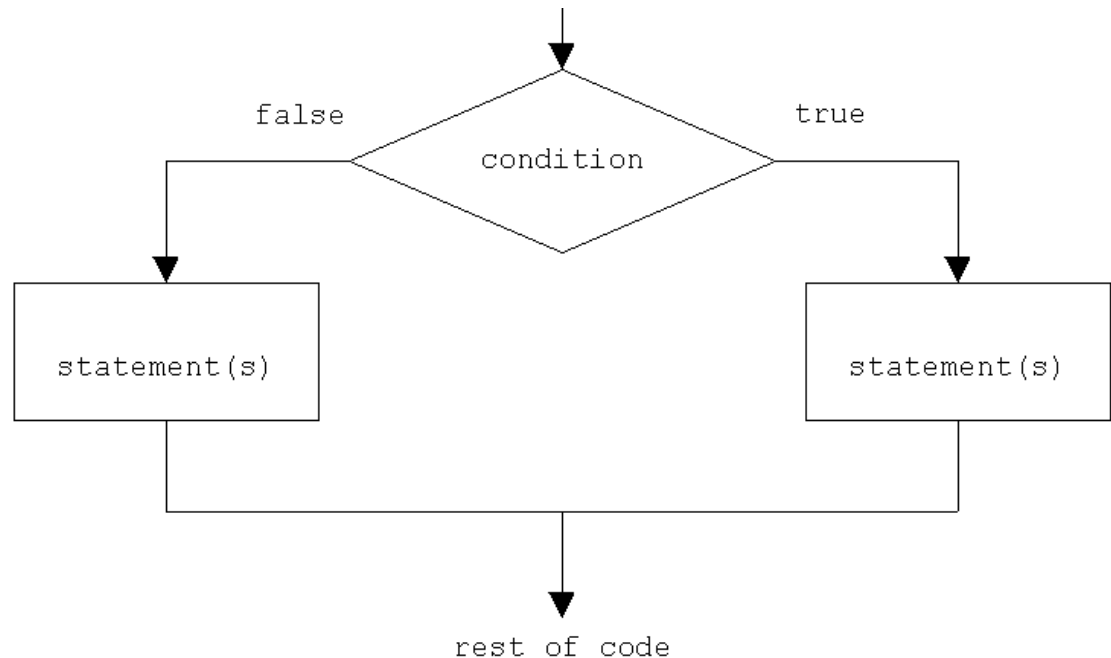 false
true
condition
statement(s)
statement(s)
rest of code